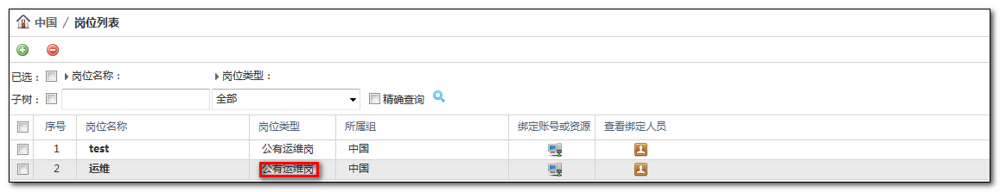 中国 / 岗位列表
已选： 岗位名称： 岗位类型：
子树： 全部 精确查询
序号 岗位名称 岗位类型 所属组 绑定账号或资源 查看绑定人员
1 test 公有运维岗 中国
2 运维 公有运维岗 中国